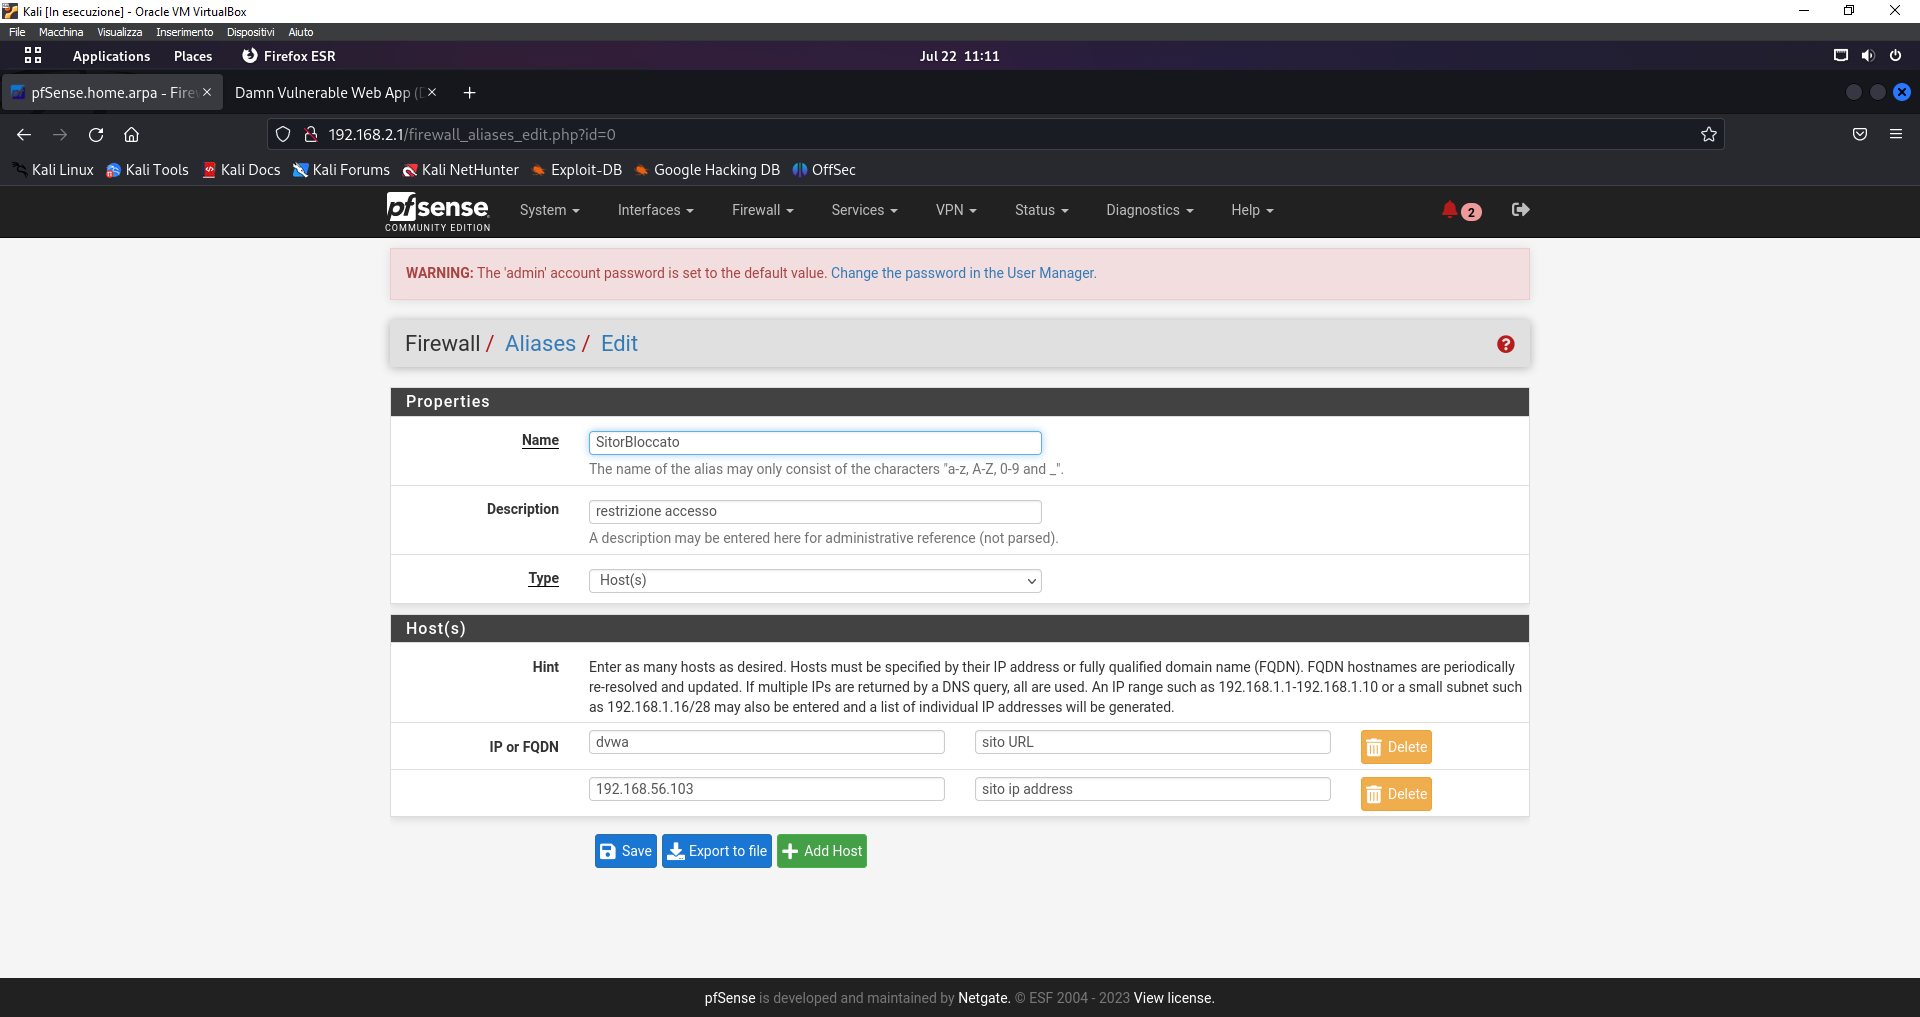 Kali [In esecuzione] - Oracle VM VirtualBox
File Macchina Visualizza Inserimento Dispositivi Aiuto
Applications Places Firefox ESR Jul 22 11:11
pfSense.home.arpa - Fire Damn Vulnerable Web App (
192.168.2.1/firewall_aliases_edit.php?id=0
Kali Linux Kali Tools Kali Docs Kali Forums Kali NetHunter Exploit-DB Google Hacking DB OffSec
pfsense System Interfaces Firewall Services VPN Status Diagnostics Help 2
COMMUNITY EDITION
WARNING: The 'admin' account password is set to the default value. Change the password in the User Manager.
Firewall / Aliases / Edit
Properties
Name SitorBloccato
The name of the alias may only consist of the characters "a-z, A-Z, 0-9 and _".
Description restrizione accesso
A description may be entered here for administrative reference (not parsed).
Type Host(s)
Host(s)
Hint Enter as many hosts as desired. Hosts must be specified by their IP address or fully qualified domain name (FQDN). FQDN hostnames are periodically
re-resolved and updated. If multiple IPs are returned by a DNS query, all are used. An IP range such as 192.168.1.1-192.168.1.10 or a small subnet such
as 192.168.1.16/28 may also be entered and a list of individual IP addresses will be generated.
IP or FQDN dvwa sito URL Delete
192.168.56.103 sito ip address Delete
Save Export to file Add Host
pfSense is developed and maintained by Netgate. © ESF 2004 - 2023 View license.